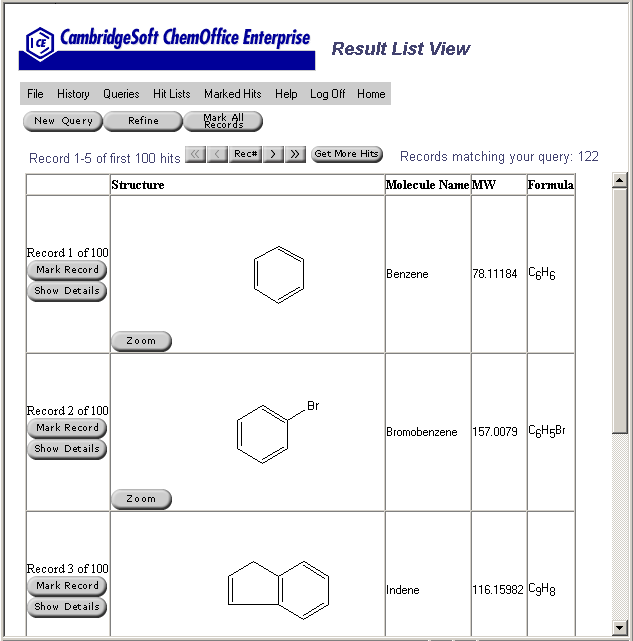 CambridgeSoft ChemOffice Enterprise
Result List View
File History Queries Hit Lists Marked Hits Help Log Off Home
New Query Refine Mark All Records
Record 1-5 of first 100 hits << < Rec# > >> Get More Hits Records matching your query: 122
Structure Molecule Name MW Formula
Record 1 of 100
Mark Record
Show Details
Benzene 78.11184 C6H6
Zoom
Record 2 of 100
Mark Record
Show Details
Br
Bromobenzene 157.0079 C6H5Br
Zoom
Record 3 of 100
Mark Record
Show Details
Indene 116.15982 C9H8